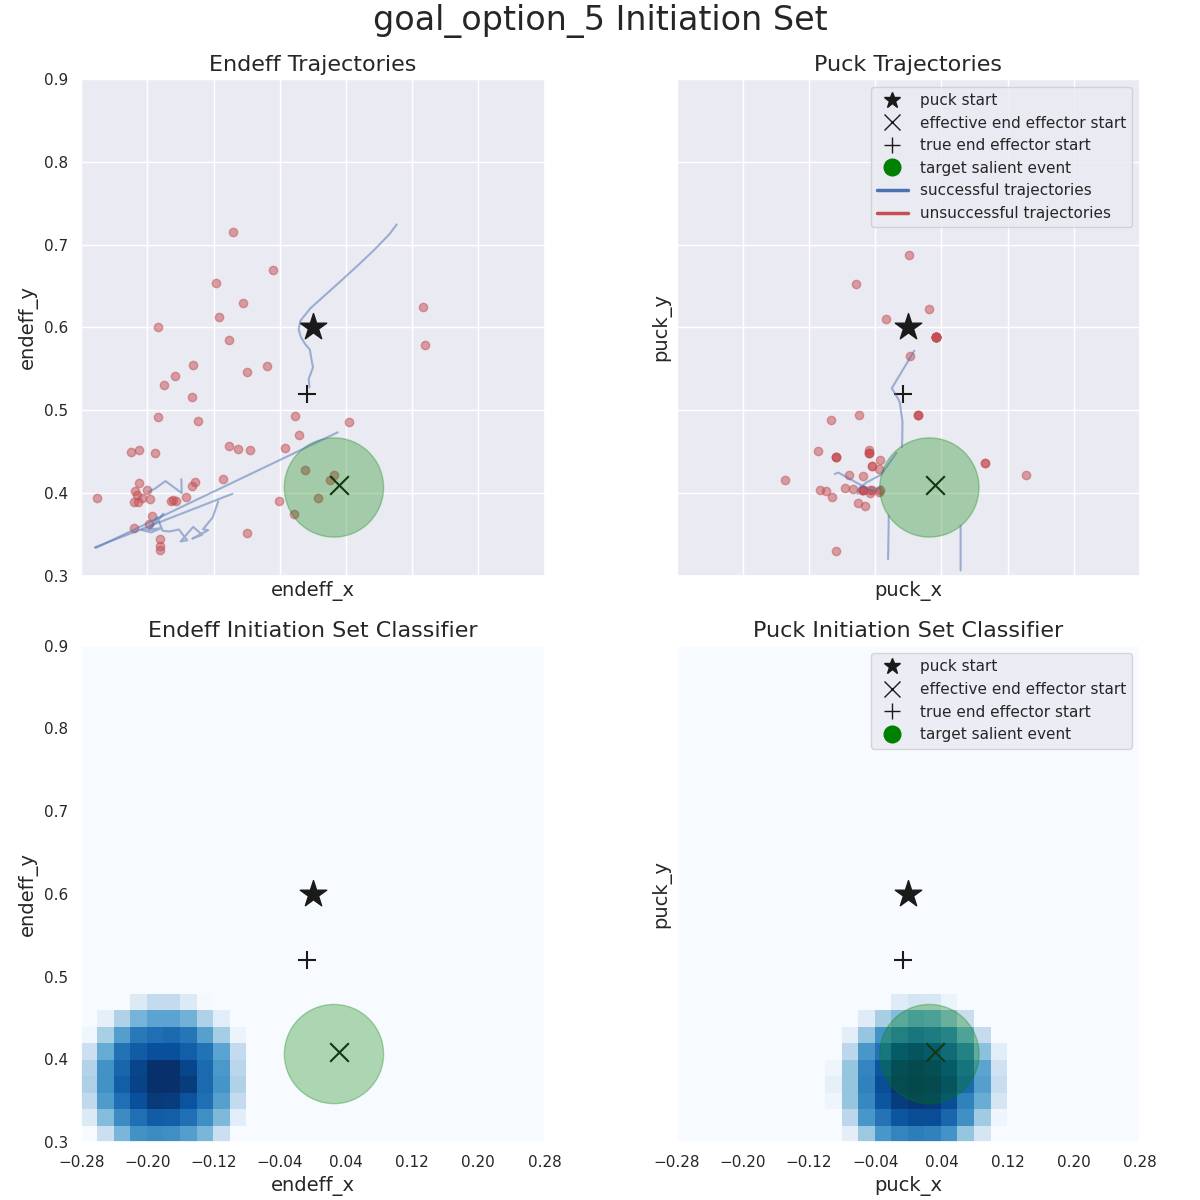 goal_option_5 Initiation Set
Endeff Trajectories
0.9
0.8
0.7
0.6
0.5
0.4
0.3
endeff_y
endeff_x
Puck Trajectories
puck start
effective end effector start
true end effector start
target salient event
successful trajectories
unsuccessful trajectories
puck_y
puck_x
Endeff Initiation Set Classifier
0.9
0.8
0.7
0.6
0.5
0.4
0.3
endeff_y
−0.28 −0.20 −0.12 −0.04 0.04 0.12 0.20 0.28
endeff_x
Puck Initiation Set Classifier
puck start
effective end effector start
true end effector start
target salient event
puck_y
−0.28 −0.20 −0.12 −0.04 0.04 0.12 0.20 0.28
puck_x